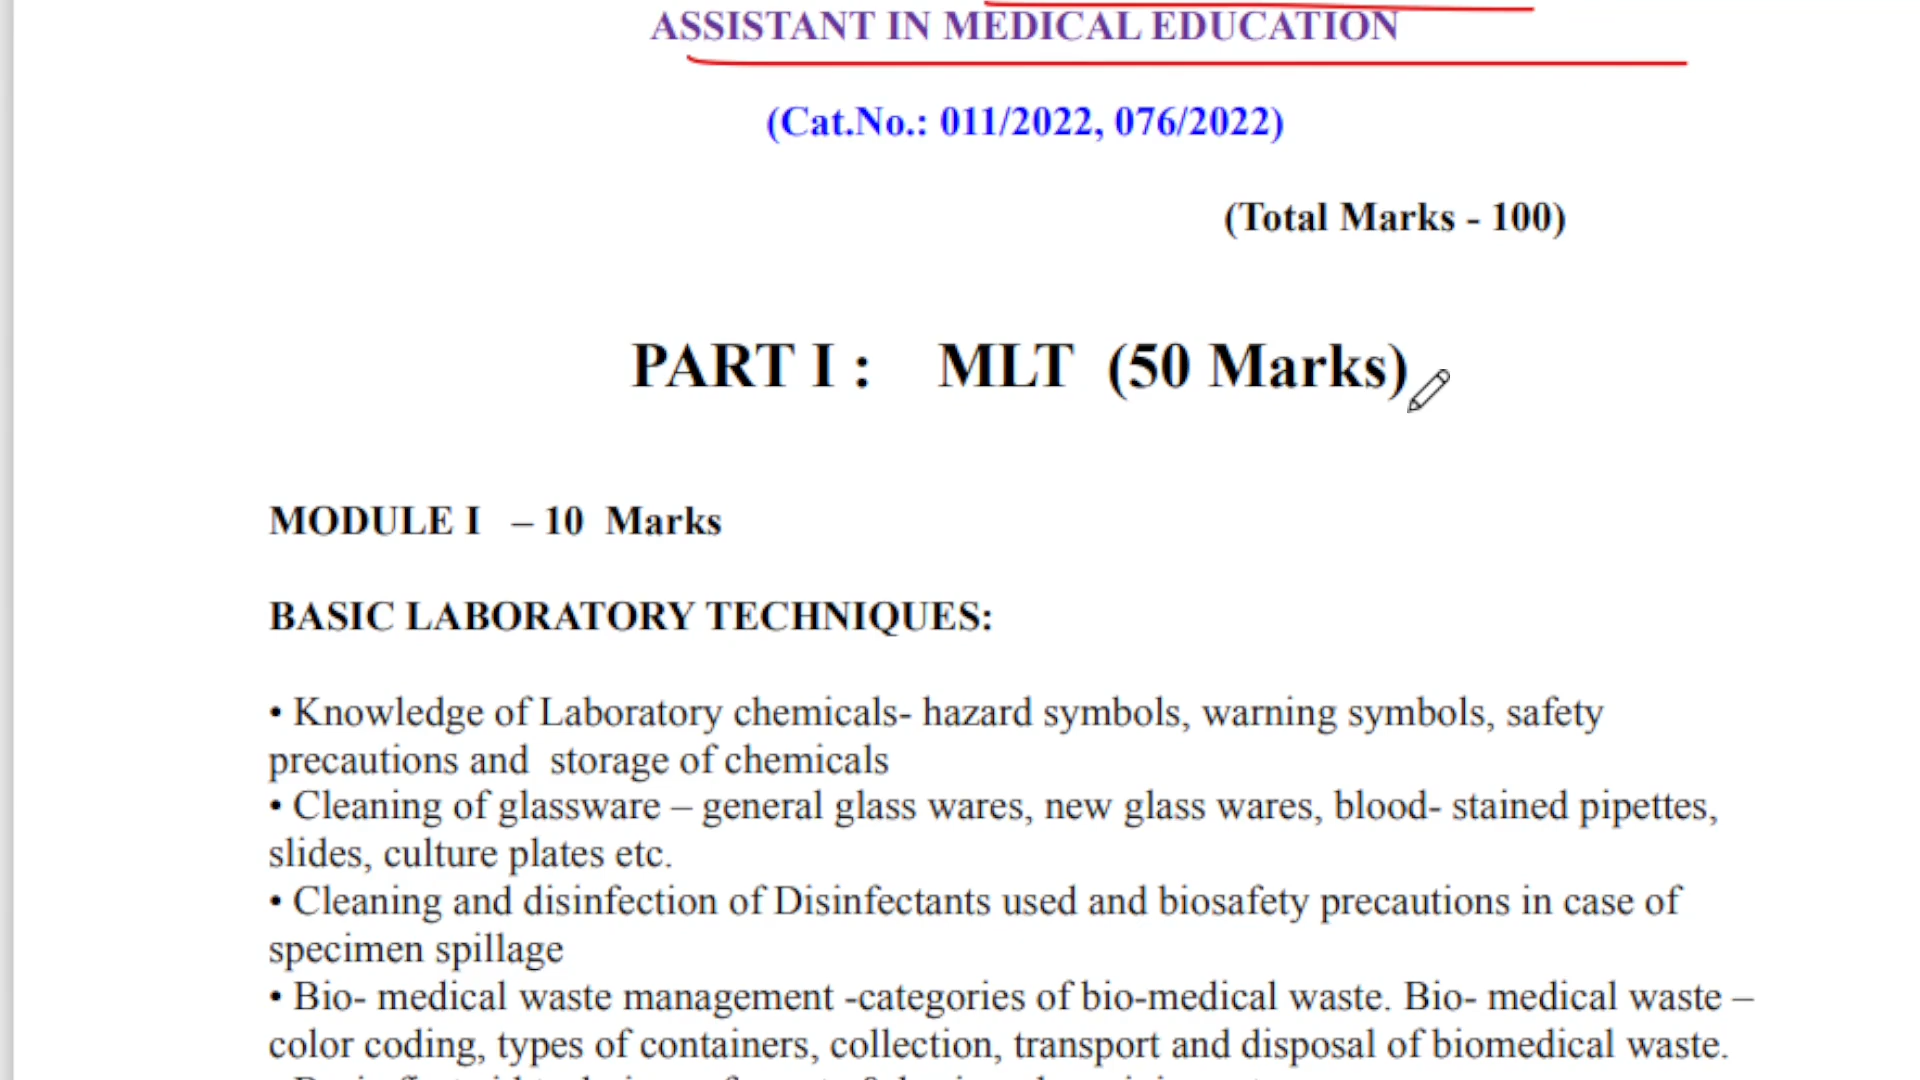 ASSISTANT IN MEDICAL EDUCATION
(Cat.No.: 011/2022, 076/2022)
(Total Marks - 100)
PART I : MLT (50 Marks)
MODULE I – 10 Marks
BASIC LABORATORY TECHNIQUES:
• Knowledge of Laboratory chemicals- hazard symbols, warning symbols, safety
precautions and storage of chemicals
• Cleaning of glassware – general glass wares, new glass wares, blood- stained pipettes,
slides, culture plates etc.
• Cleaning and disinfection of Disinfectants used and biosafety precautions in case of
specimen spillage
• Bio- medical waste management -categories of bio-medical waste. Bio- medical waste –
color coding, types of containers, collection, transport and disposal of biomedical waste.